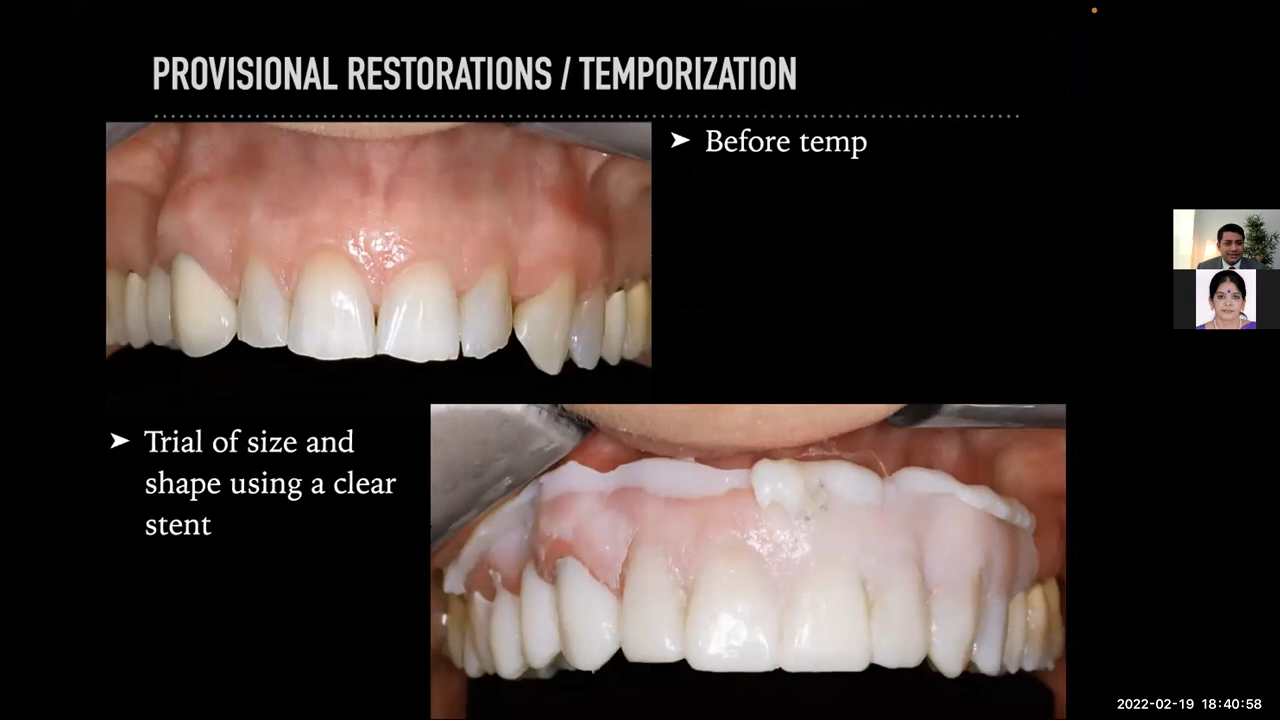 PROVISIONAL RESTORATIONS / TEMPORIZATION
➤ Before temp
➤ Trial of size and
shape using a clear
stent
2022-02-19 18:40:58